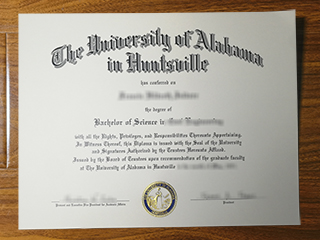 The University of Alabama
in Huntsville
has conferred on
the degree of
Bachelor of Science in
with all the Rights, Privileges, and Responsibilities Thereunto Appertaining.
In Witness Thereof, this Diploma is issued with the Seal of the University
and Signatures Authorized by the Trustees Hereunto Affixed.
Issued by the Board of Trustees upon recommendation of the graduate faculty
at The University of Alabama in Huntsville